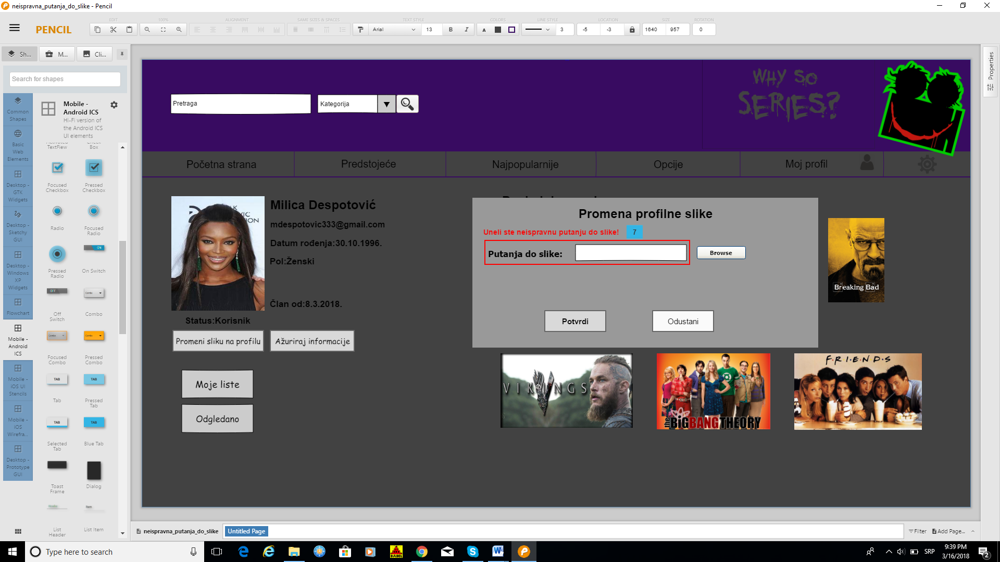 neispravna_putanja_do_slike - Pencil
PENCIL
EDIT
100%
ALIGNMENT
SAME SIZES & SPACES
TEXT STYLE
Arial
13
B
I
COLORS
A
LINE STYLE
3
LOCATION
-5
-3
SIZE
1640
957
ROTATION
0
Sh...
M...
Cli...
Search for shapes
Common Shapes
Basic Web Elements
Desktop - GTK Widgets
Desktop - Sketchy GUI
Desktop - Windows XP Widgets
Flowchart
Mobile - Android ICS
Mobile - iOS UI Stencils
Mobile - iOS Wirefra...
Desktop - Prototype GUI
Mobile - Android ICS
Hi-Fi version of the Android ICS UI elements
Focused Checkbox
Pressed Checkbox
Radio
Focused Radio
Pressed Radio
ON
On Switch
OFF
Off Switch
Combo
Combo
Combo
Focused Combo
Combo
Pressed Combo
TAB
Tab
TAB
Pressed Tab
TAB
Selected Tab
TAB
Blue Tab
Toast Frame
Dialog
Header
List Header
Item
List Item
Pretraga
Kategorija
WHY SO
SERIES?
Početna strana
Predstojeće
Najpopularnije
Opcije
Moj profil
Milica Despotović
mdespotovic333@gmail.com
Datum rođenja:30.10.1996.
Pol:Ženski
Član od:8.3.2018.
Status:Korisnik
Promeni sliku na profilu
Ažuriraj informacije
Moje liste
Odgledano
Promena profilne slike
Uneli ste neispravnu putanju do slike!
7
Putanja do slike:
Browse
Potvrdi
Odustani
Breaking Bad
VIKINGS
the BIG BANG THEORY
F·R·I·E·N·D·S
Properties
neispravna_putanja_do_slike
Untitled Page
Filter
Add Page...
Type here to search
BABEL
SRP
9:39 PM
3/16/2018
2